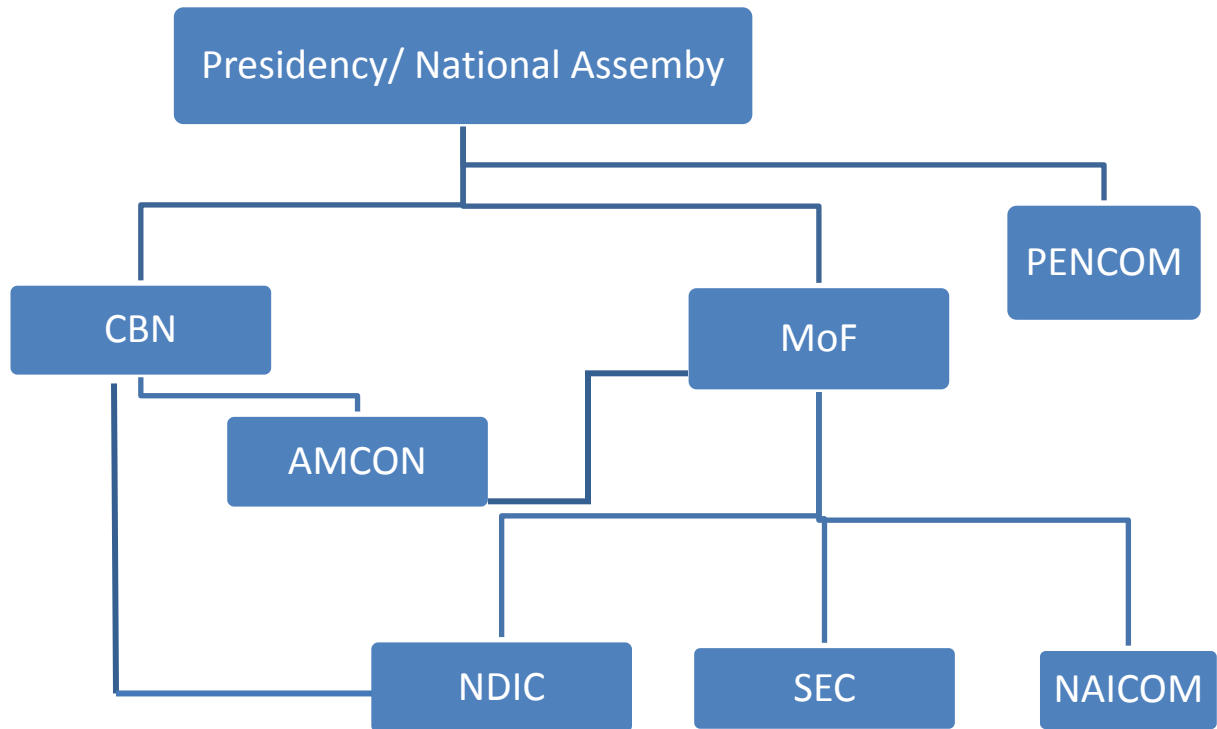 Presidency/ National Assemby
PENCOM
CBN
MoF
AMCON
NDIC
SEC
NAICOM